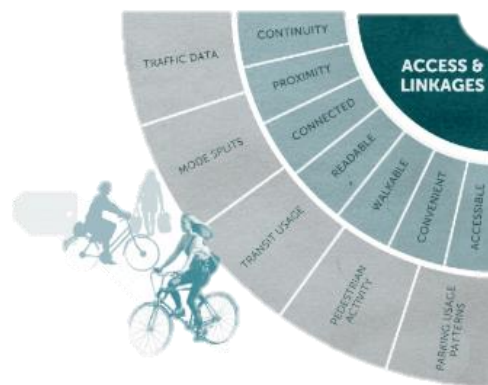 ACCESS &
LINKAGES
CONTINUITY
PROXIMITY
CONNECTED
READABLE
WALKABLE
CONVENIENT
ACCESSIBLE
TRAFFIC DATA
MODE SPLITS
TRANSIT USAGE
PEDESTRIAN
ACTIVITY
PARKING USAGE
PATTERNS